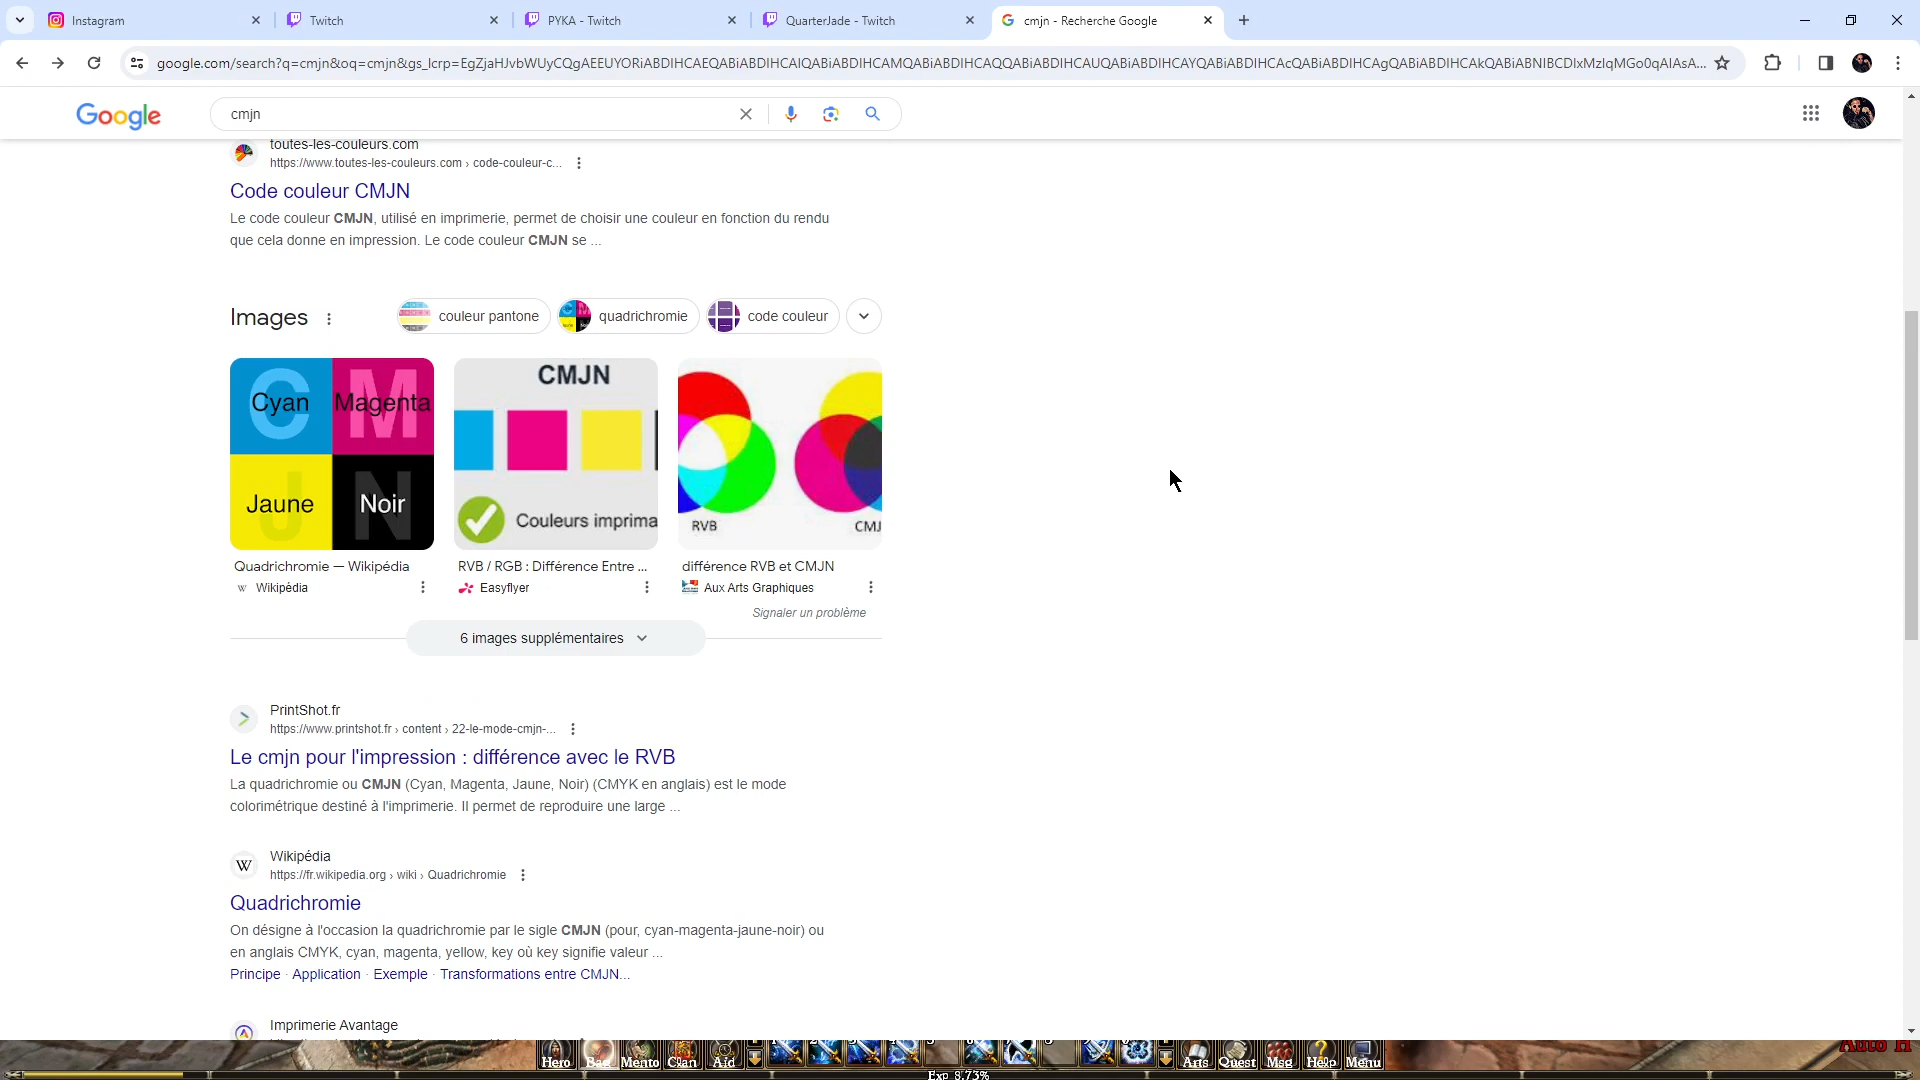 Instagram
Twitch
PYKA - Twitch
QuarterJade - Twitch
cmjn - Recherche Google
Google
cmjn
toutes-les-couleurs.com
https://www.toutes-les-couleurs.com › code-couleur-c...
Code couleur CMJN
Le code couleur CMJN, utilisé en imprimerie, permet de choisir une couleur en fonction du rendu
que cela donne en impression. Le code couleur CMJN se ...
Images
couleur pantone
quadrichromie
code couleur
C M
Cyan Magenta
J N
Jaune Noir
CMJN
Couleurs imprima
RVB
CMJ
Quadrichromie — Wikipédia
Wikipédia
RVB / RGB : Différence Entre ...
Easyflyer
différence RVB et CMJN
Aux Arts Graphiques
Signaler un problème
6 images supplémentaires
PrintShot.fr
https://www.printshot.fr › content › 22-le-mode-cmjn-...
Le cmjn pour l'impression : différence avec le RVB
La quadrichromie ou CMJN (Cyan, Magenta, Jaune, Noir) (CMYK en anglais) est le mode
colorimétrique destiné à l'imprimerie. Il permet de reproduire une large ...
Wikipédia
https://fr.wikipedia.org › wiki › Quadrichromie
Quadrichromie
On désigne à l'occasion la quadrichromie par le sigle CMJN (pour, cyan-magenta-jaune-noir) ou
en anglais CMYK, cyan, magenta, yellow, key où key signifie valeur ...
Principe · Application · Exemple · Transformations entre CMJN...
Imprimerie Avantage
Hero Bag Mento Clan Aid
Arts Quest Msg Help Menu
Exp 8.73%